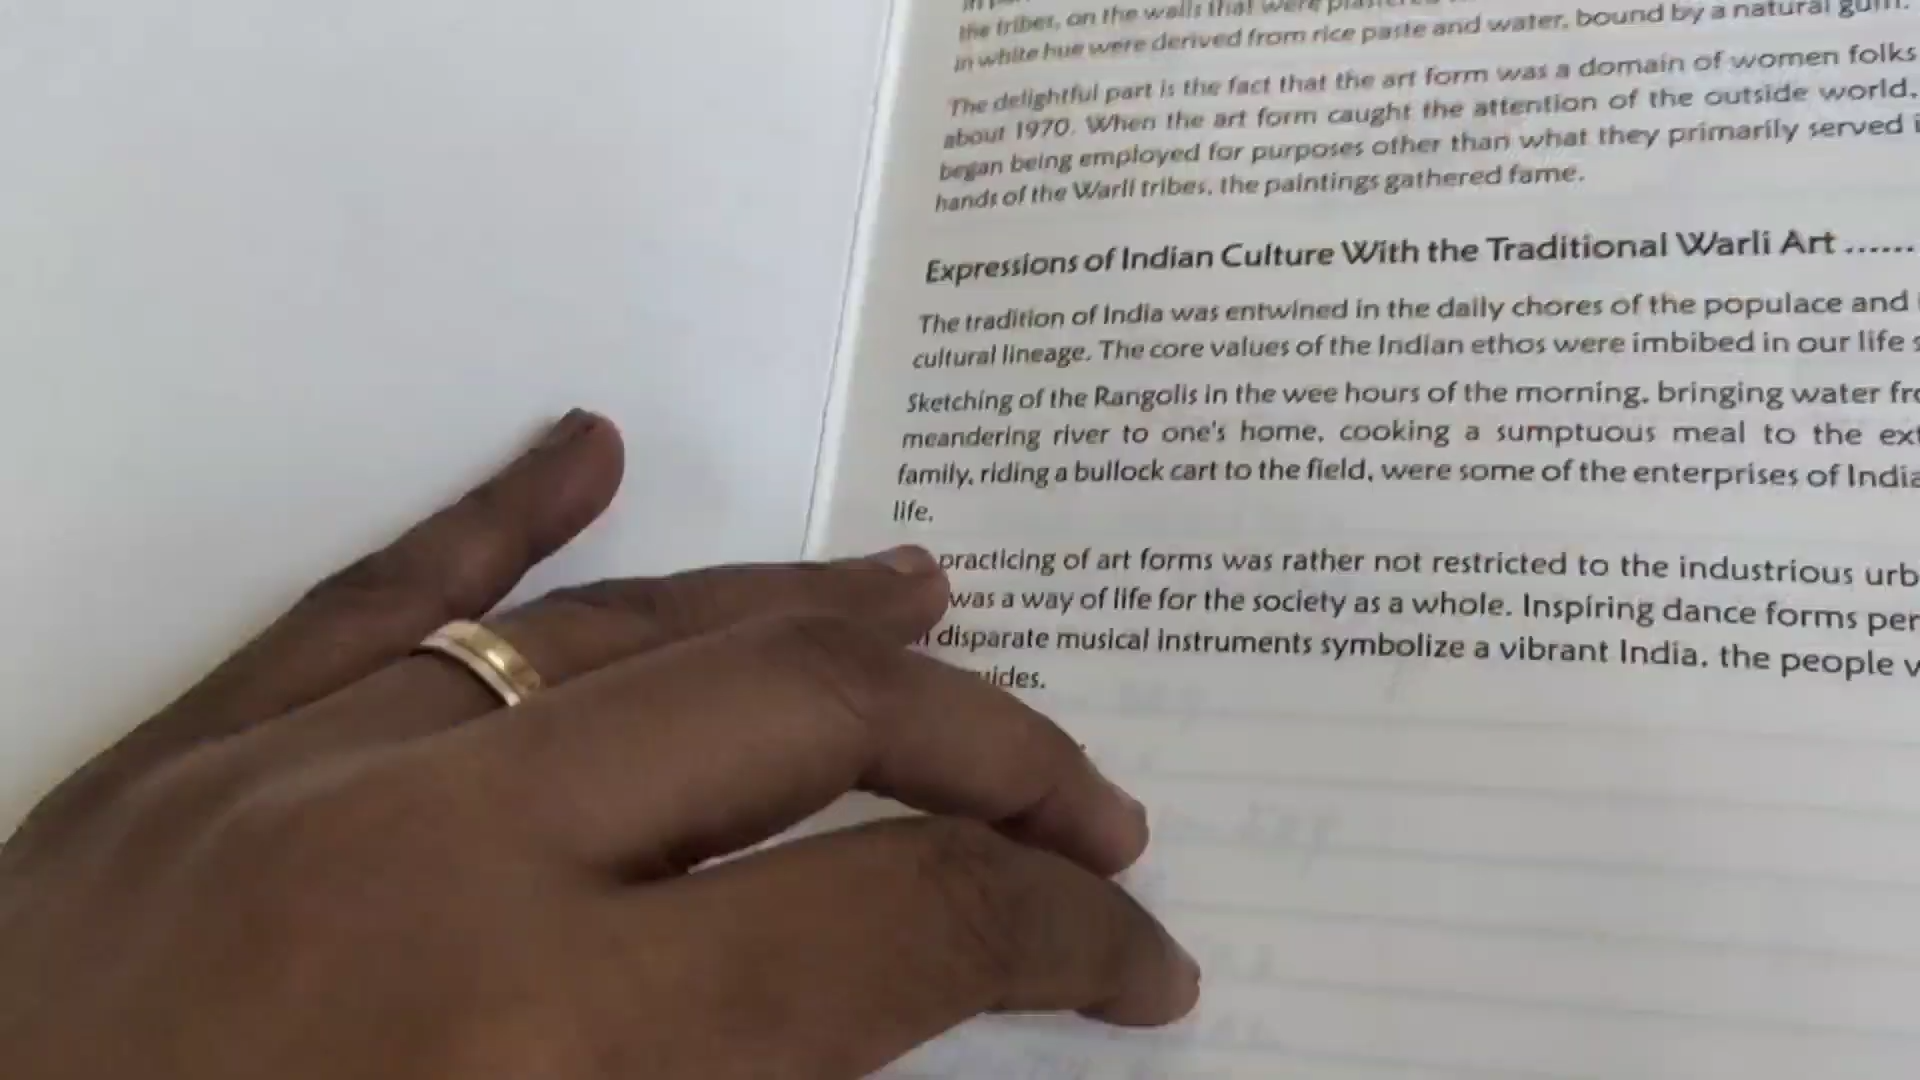 the tribes, on the walls that were
in white hue were derived from rice paste and water, bound by a natural gum.
The delightful part is the fact that the art form was a domain of women folks
about 1970. When the art form caught the attention of the outside world,
began being employed for purposes other than what they primarily served
hands of the Warli tribes, the paintings gathered fame.
Expressions of Indian Culture With the Traditional Warli Art ......
The tradition of India was entwined in the daily chores of the populace and
cultural lineage. The core values of the Indian ethos were imbibed in our life
Sketching of the Rangolis in the wee hours of the morning, bringing water
meandering river to one's home, cooking a sumptuous meal to the
family, riding a bullock cart to the field, were some of the enterprises of
life.
practicing of art forms was rather not restricted to the industrious
was a way of life for the society as a whole. Inspiring dance forms
disparate musical instruments symbolize a vibrant India, the people